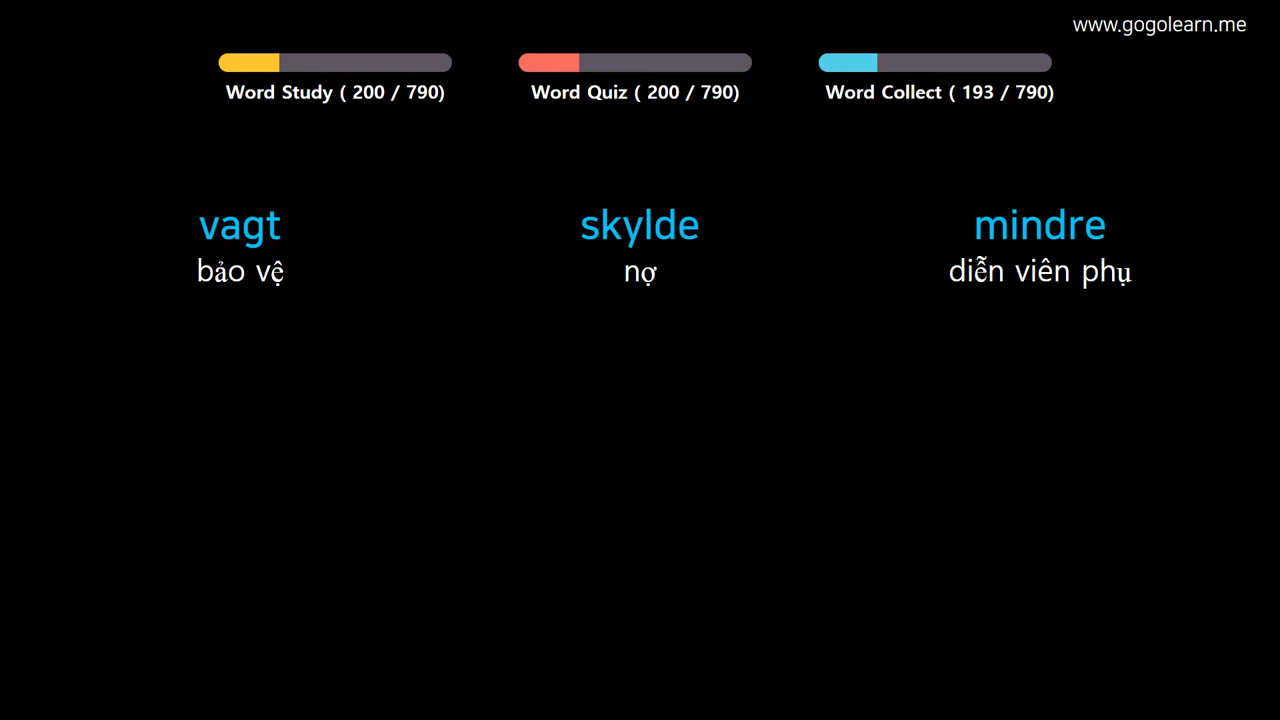 www.gogolearn.me
Word Study ( 200 / 790)
Word Quiz ( 200 / 790)
Word Collect ( 193 / 790)
vagt
bảo vệ
skylde
nợ
mindre
diễn viên phụ